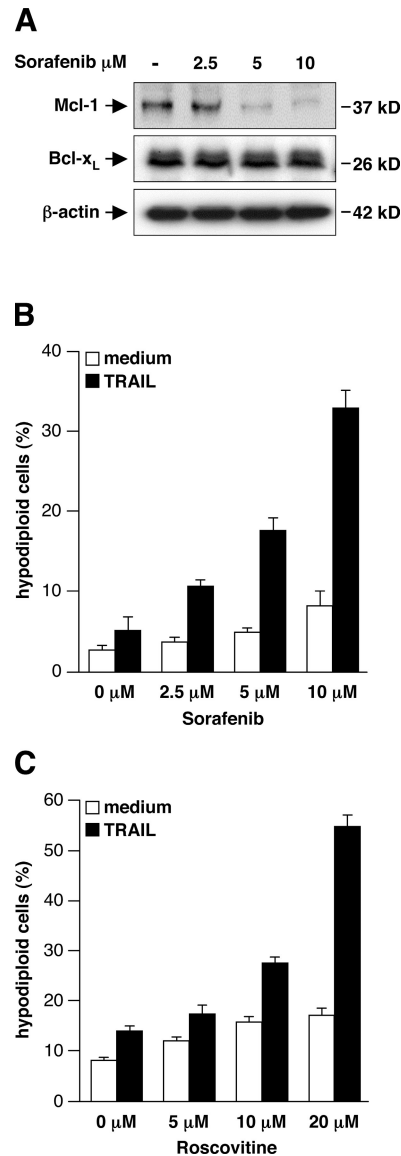 A
Sorafenib μM - 2.5 5 10
Mcl-1 –37 kD
Bcl-xL –26 kD
β-actin –42 kD
B
medium
TRAIL
40
30
20
10
0
hypodiploid cells (%)
0 μM 2.5 μM 5 μM 10 μM
Sorafenib
C
medium
TRAIL
60
50
40
30
20
10
0
hypodiploid cells (%)
0 μM 5 μM 10 μM 20 μM
Roscovitine